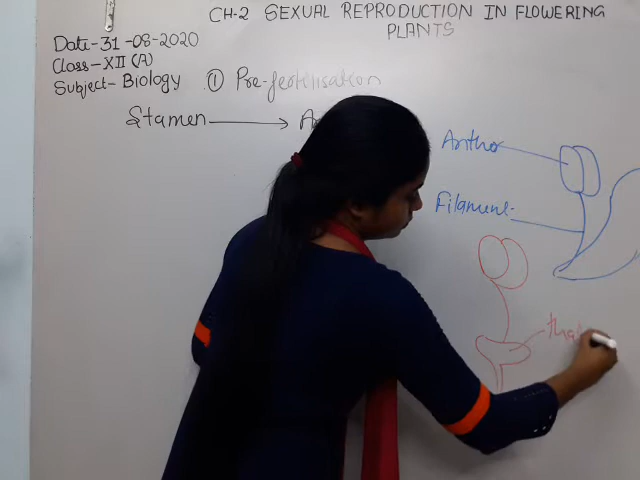 CH-2 SEXUAL REPRODUCTION IN FLOWERING
PLANTS
Date-31-08-2020
Class-XII (A)
Subject-Biology
① Pre-fertilisation
Stamen → A
Anther
Filament
tha